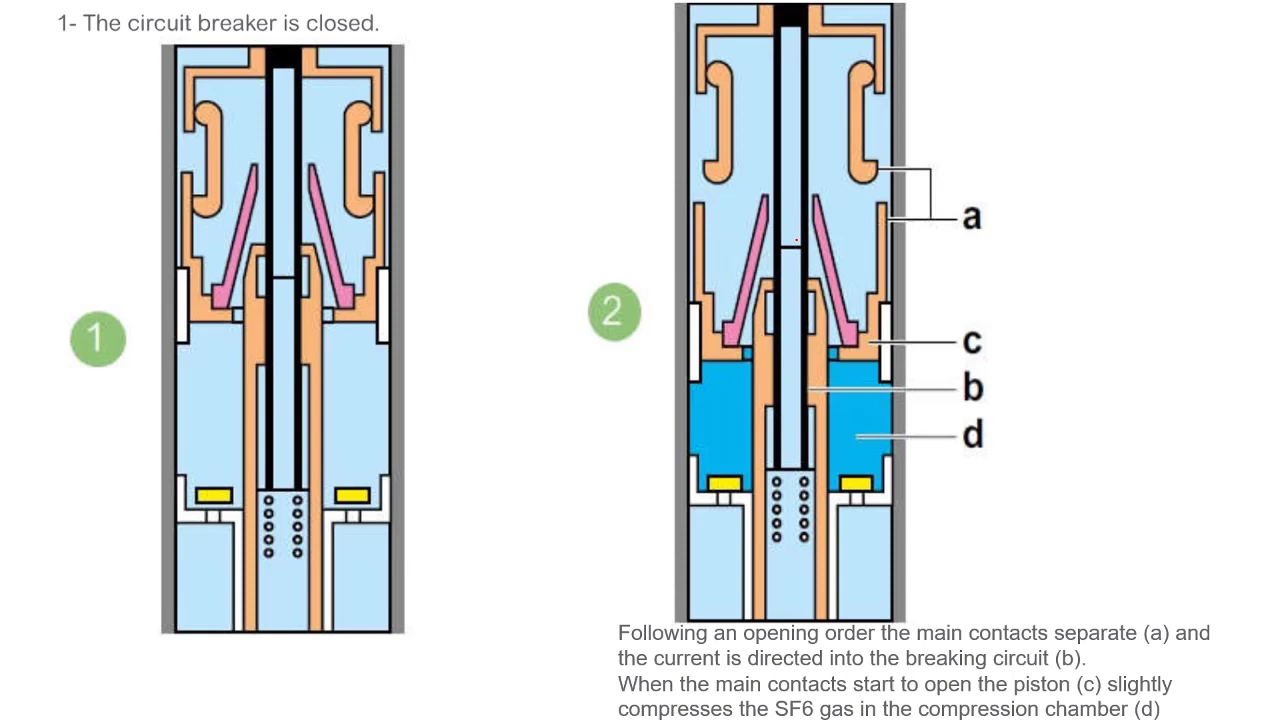 1- The circuit breaker is closed.
1
2
a
c
b
d
Following an opening order the main contacts separate (a) and
the current is directed into the breaking circuit (b).
When the main contacts start to open the piston (c) slightly
compresses the SF6 gas in the compression chamber (d)